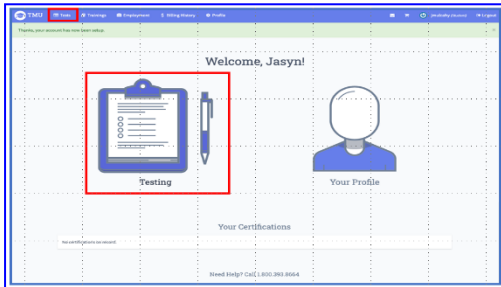 TMU Tests Trainings Employment Billing History Profile Logout
Thanks, your account has now been setup.
Welcome, Jasyn!
Testing
Your Profile
Your Certifications
No certifications on record.
Need Help? Call 1.800.393.8664